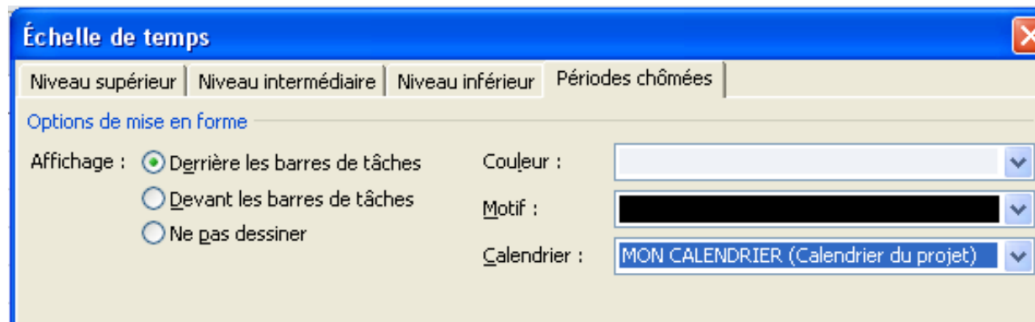 Échelle de temps
Niveau supérieur Niveau intermédiaire Niveau inférieur Périodes chômées
Options de mise en forme
Affichage : Derrière les barres de tâches Couleur :
Devant les barres de tâches Motif :
Ne pas dessiner
Calendrier : MON CALENDRIER (Calendrier du projet)